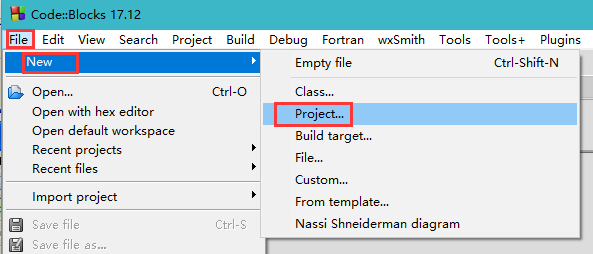 Code::Blocks 17.12
File Edit View Search Project Build Debug Fortran wxSmith Tools Tools+ Plugins
New
Open... Ctrl-O
Open with hex editor
Open default workspace
Recent projects
Recent files
Import project
Save file Ctrl-S
Save file as...
Empty file Ctrl-Shift-N
Class...
Project...
Build target...
File...
Custom...
From template...
Nassi Shneiderman diagram